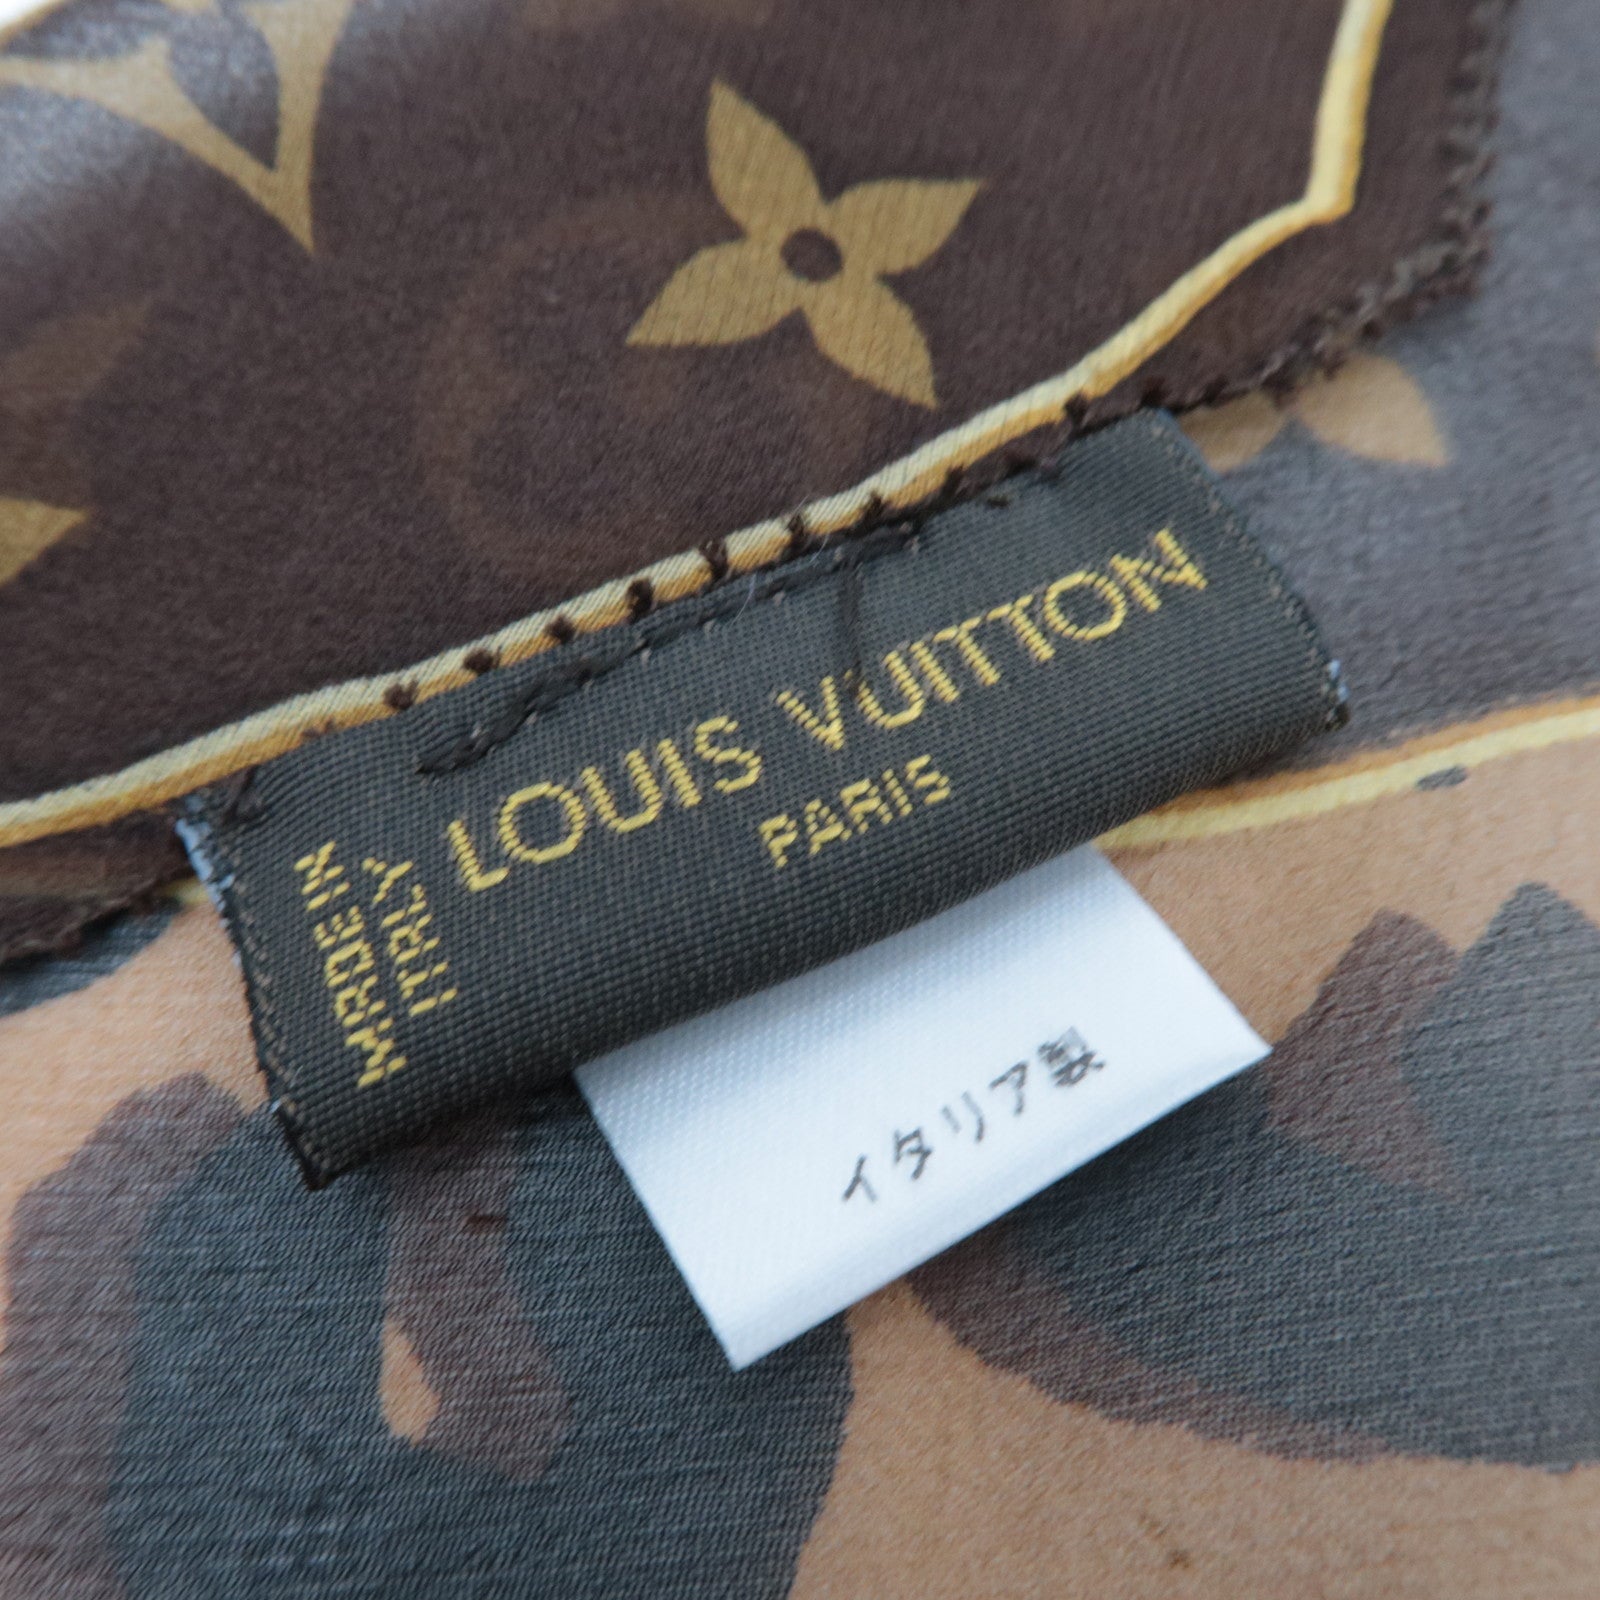 LOUIS VUITTON
PARIS
MADE IN
ITALY
イタリア製